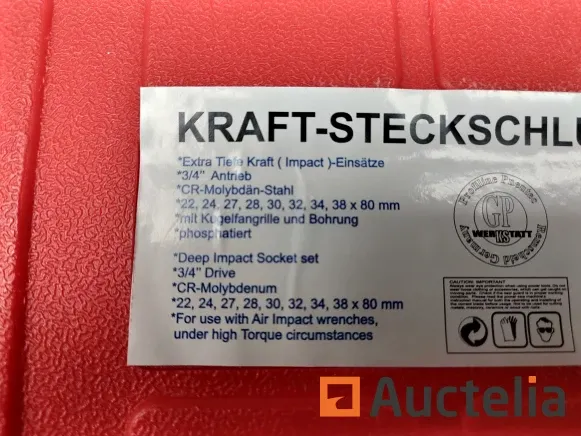 KRAFT-STECKSCHLU
*Extra Tiefe Kraft ( Impact )-Einsätze
*3/4" Antrieb
*CR-Molybdän-Stahl
*22, 24, 27, 28, 30, 32, 34, 38 x 80 mm
*mit Kugelfangrille und Bohrung
*phosphatiert
*Deep Impact Socket set
*3/4" Drive
*CR-Molybdenum
*22, 24, 27, 28, 30, 32, 34, 38 x 80 mm
*For use with Air Impact wrenches,
under high Torque circumstances
GP
WERKSTATT
Remscheid Germany
CAUTION IMPORTANT
Auctelia